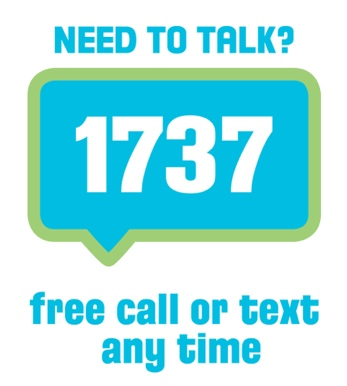 NEED TO TALK?
1737
free call or text
any time